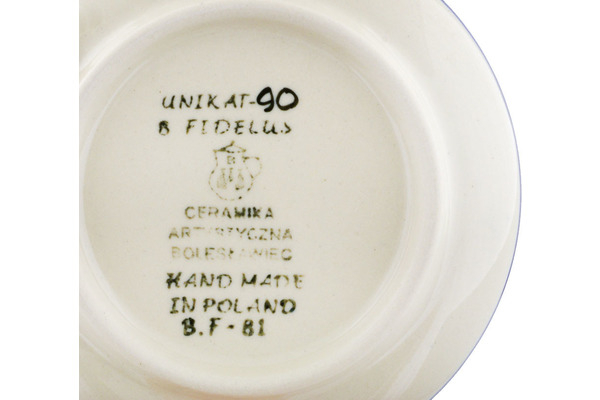 UNIKAT-90
B FIDELUS
B
CERAMIKA
ARTYSTYCZNA
BOLESŁAWIEC
HAND MADE
IN POLAND
B.F-81